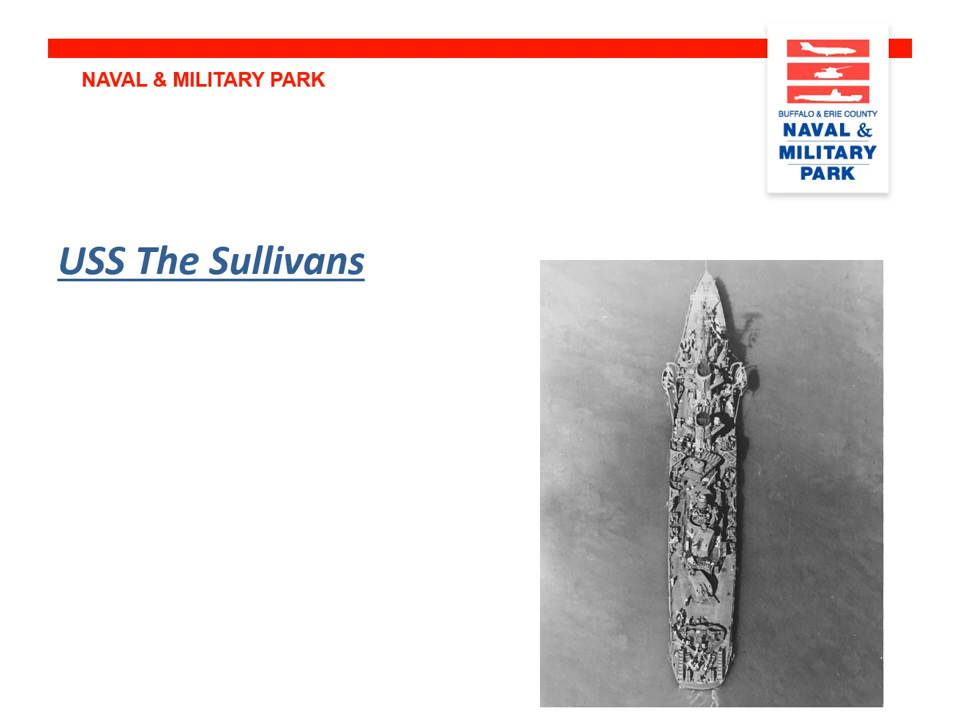 NAVAL & MILITARY PARK
BUFFALO & ERIE COUNTY
NAVAL &
MILITARY
PARK
USS The Sullivans